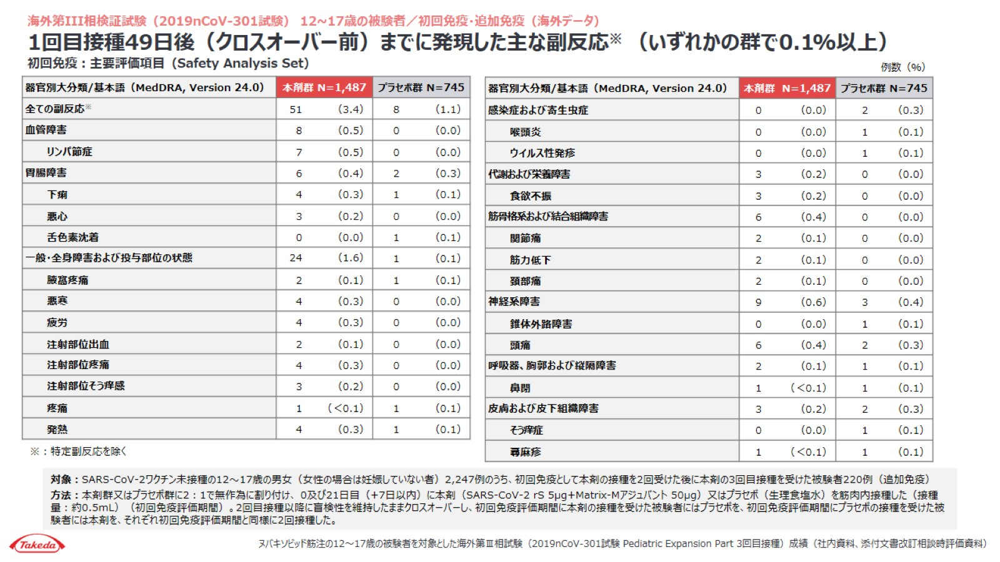 海外第III相検証試験（2019nCoV-301試験） 12~17歳の被験者／初回免疫・追加免疫（海外データ）
1回目接種49日後（クロスオーバー前）までに発現した主な副反応※ （いずれかの群で0.1%以上）
初回免疫：主要評価項目（Safety Analysis Set）
例数（%）
器官別大分類/基本語（MedDRA, Version 24.0） 本剤群 N=1,487 プラセボ群 N=745
全ての副反応※ 51 （3.4） 8 （1.1）
血管障害 8 （0.5） 0 （0.0）
リンパ節症 7 （0.5） 0 （0.0）
胃腸障害 6 （0.4） 2 （0.3）
下痢 4 （0.3） 1 （0.1）
悪心 3 （0.2） 0 （0.0）
舌色素沈着 0 （0.0） 1 （0.1）
一般・全身障害および投与部位の状態 24 （1.6） 1 （0.1）
腋窩疼痛 2 （0.1） 1 （0.1）
悪寒 4 （0.3） 0 （0.0）
疲労 4 （0.3） 0 （0.0）
注射部位出血 2 （0.1） 0 （0.0）
注射部位疼痛 4 （0.3） 0 （0.0）
注射部位そう痒感 3 （0.2） 0 （0.0）
疼痛 1 （<0.1） 1 （0.1）
発熱 4 （0.3） 1 （0.1）
※：特定副反応を除く
器官別大分類/基本語（MedDRA, Version 24.0） 本剤群 N=1,487 プラセボ群 N=745
感染症および寄生虫症 0 （0.0） 2 （0.3）
喉頭炎 0 （0.0） 1 （0.1）
ウイルス性発疹 0 （0.0） 1 （0.1）
代謝および栄養障害 3 （0.2） 0 （0.0）
食欲不振 3 （0.2） 0 （0.0）
筋骨格系および結合組織障害 6 （0.4） 0 （0.0）
関節痛 2 （0.1） 0 （0.0）
筋力低下 2 （0.1） 0 （0.0）
頚部痛 2 （0.1） 0 （0.0）
神経系障害 9 （0.6） 3 （0.4）
錐体外路障害 0 （0.0） 1 （0.1）
頭痛 6 （0.4） 2 （0.3）
呼吸器、胸郭および縦隔障害 2 （0.1） 1 （0.1）
鼻閉 1 （<0.1） 1 （0.1）
皮膚および皮下組織障害 3 （0.2） 2 （0.3）
そう痒症 0 （0.0） 1 （0.1）
蕁麻疹 1 （<0.1） 1 （0.1）
対象：SARS-CoV-2ワクチン未接種の12～17歳の男女（女性の場合は妊娠していない者）2,247例のうち、初回免疫として本剤の接種を2回受けた後に本剤の3回目接種を受けた被験者220例（追加免疫）
方法：本剤群又はプラセボ群に2：1で無作為に割り付け、0及び21日目（+7日以内）に本剤（SARS-CoV-2 rS 5μg+Matrix-Mアジュバント 50μg）又はプラセボ（生理食塩水）を筋肉内接種した（接種
量：約0.5mL）（初回免疫評価期間）。2回目接種以降に盲検性を維持したままクロスオーバーし、初回免疫評価期間に本剤の接種を受けた被験者にはプラセボを、初回免疫評価期間にプラセボの接種を受けた被
験者には本剤を、それぞれ初回免疫評価期間と同様に2回接種した。
Takeda
ヌバキソビッド筋注の12～17歳の被験者を対象とした海外第Ⅲ相試験（2019nCoV-301試験 Pediatric Expansion Part 3回目接種）成績（社内資料、添付文書改訂相談時評価資料）